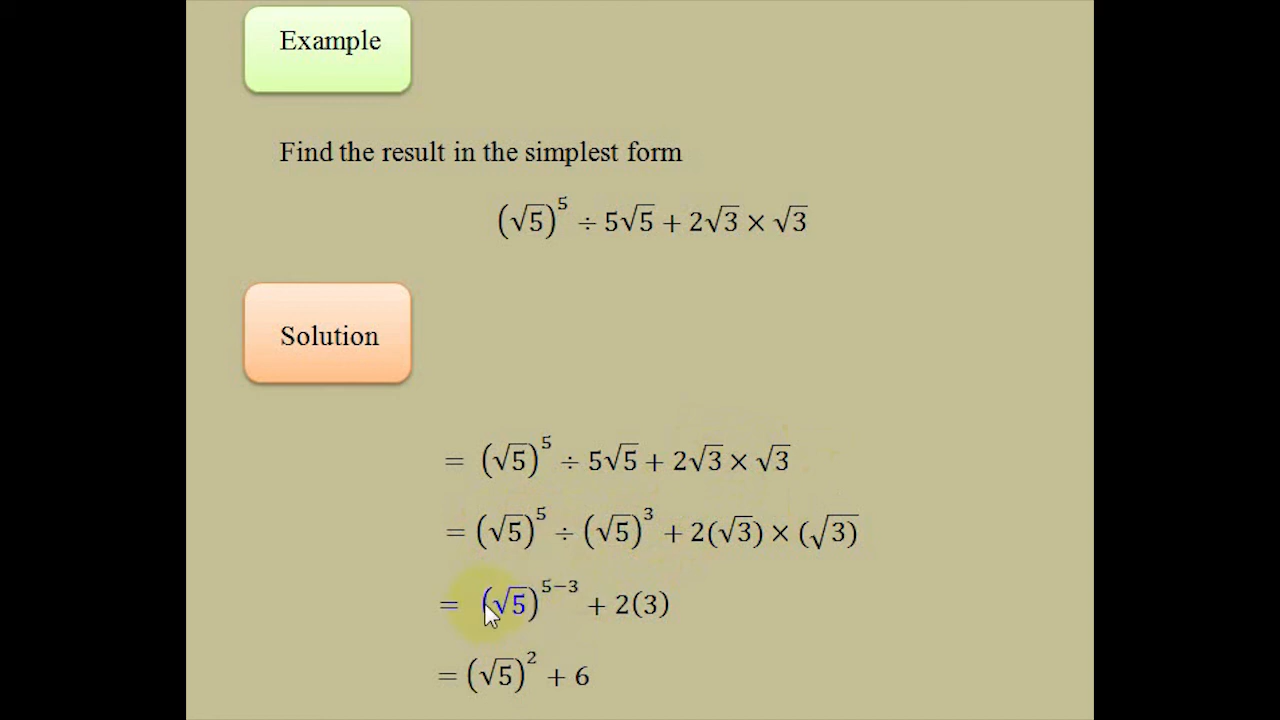 Example
Find the result in the simplest form
(√5)⁵ ÷ 5√5 + 2√3 × √3
Solution
= (√5)⁵ ÷ 5√5 + 2√3 × √3
= (√5)⁵ ÷ (√5)³ + 2(√3) × (√3)
= (√5)⁵⁻³ + 2(3)
= (√5)² + 6